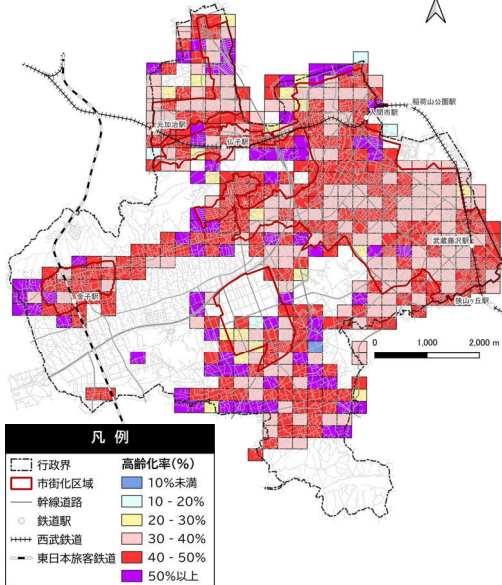 稲荷山公園駅
入間市駅
元加治駅
仏子駅
武蔵藤沢駅
狭山ヶ丘駅
金子駅
0 1,000 2,000 m
凡 例
行政界
市街化区域
幹線道路
鉄道駅
西武鉄道
東日本旅客鉄道
高齢化率(%)
10%未満
10 - 20%
20 - 30%
30 - 40%
40 - 50%
50%以上